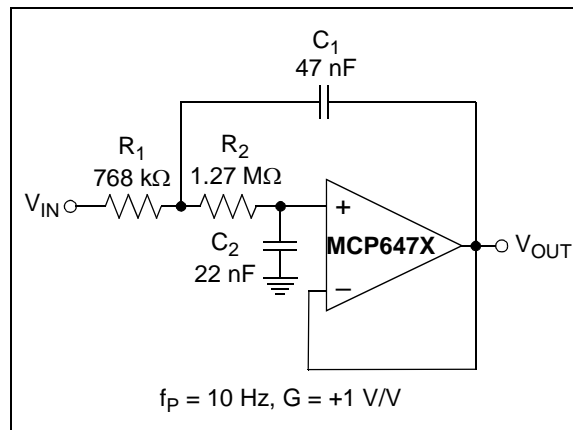 C1
47 nF
R1
768 kΩ
R2
1.27 MΩ
VIN
+
C2
22 nF
MCP647X
VOUT
−
fP = 10 Hz, G = +1 V/V